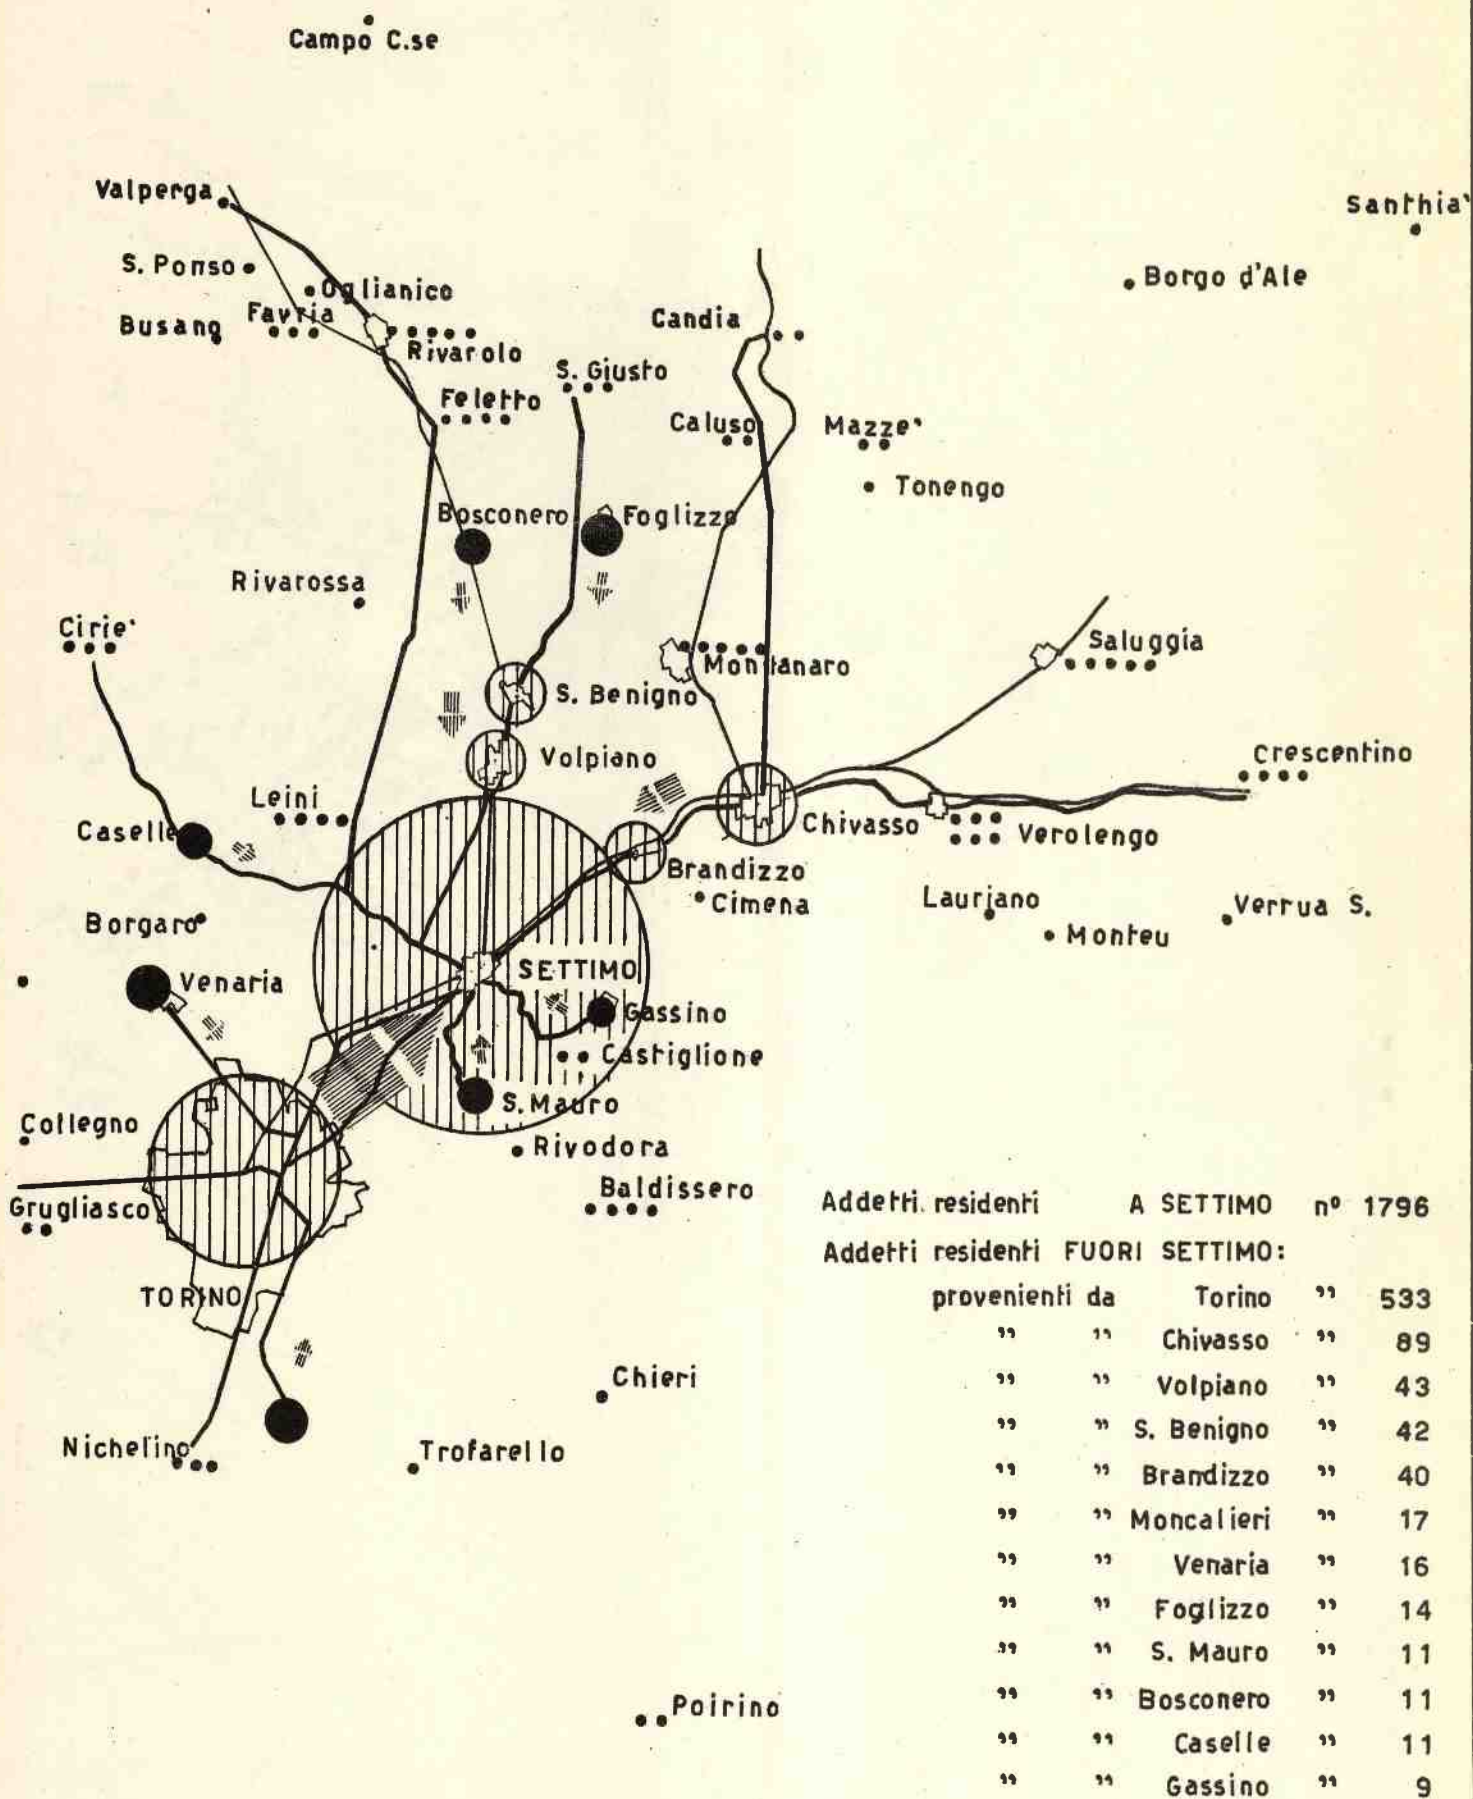 Campo C.se
Valperga
Santhia'
S. Ponso
Borgo d'Ale
Oglianico
Favria
Busano
Candia
Rivarolo
S. Giusto
Feletto
Caluso
Mazze'
Tonengo
Bosconero
Foglizzo
Rivarossa
Cirie'
Saluggia
Montanaro
S. Benigno
Volpiano
Crescentino
Leini
Caselle
Chivasso
Verolengo
Brandizzo
Cimena
Lauriano
Verrua S.
Borgaro
Monteu
SETTIMO
Venaria
Gassino
Castiglione
S. Mauro
Collegno
Rivodora
Baldissero
Grugliasco
TORINO
Chieri
Nichelino
Trofarello
Poirino
Addetti residenti A SETTIMO nº 1796
Addetti residenti FUORI SETTIMO:
provenienti da Torino " 533
" " Chivasso " 89
" " Volpiano " 43
" " S. Benigno " 42
" " Brandizzo " 40
" " Moncalieri " 17
" " Venaria " 16
" " Foglizzo " 14
" " S. Mauro " 11
" " Bosconero " 11
" " Caselle " 11
" " Gassino " 9